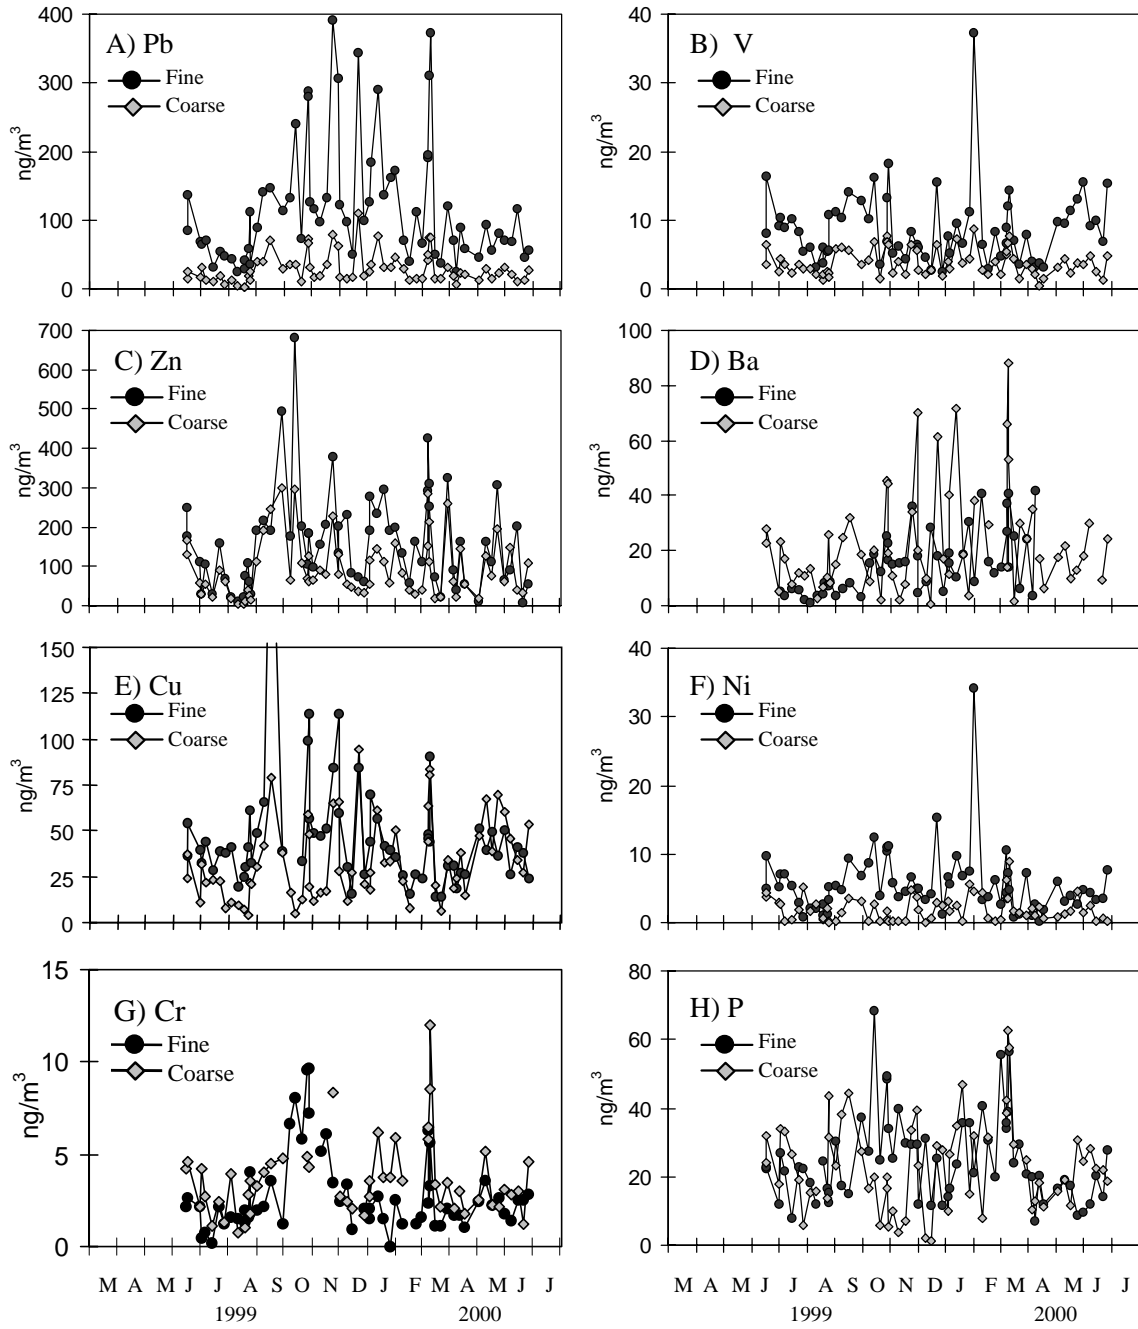 A) Pb
Fine
Coarse
ng/m³
400
300
200
100
0
B) V
Fine
Coarse
ng/m³
40
30
20
10
0
C) Zn
Fine
Coarse
ng/m³
700
600
500
400
300
200
100
0
D) Ba
Fine
Coarse
ng/m³
100
80
60
40
20
0
E) Cu
Fine
Coarse
ng/m³
150
125
100
75
50
25
0
F) Ni
Fine
Coarse
ng/m³
40
30
20
10
0
G) Cr
Fine
Coarse
ng/m³
15
10
5
0
M A M J J A S O N D J F M A M J J
1999 2000
H) P
Fine
Coarse
ng/m³
80
60
40
20
0
M A M J J A S O N D J F M A M J J
1999 2000